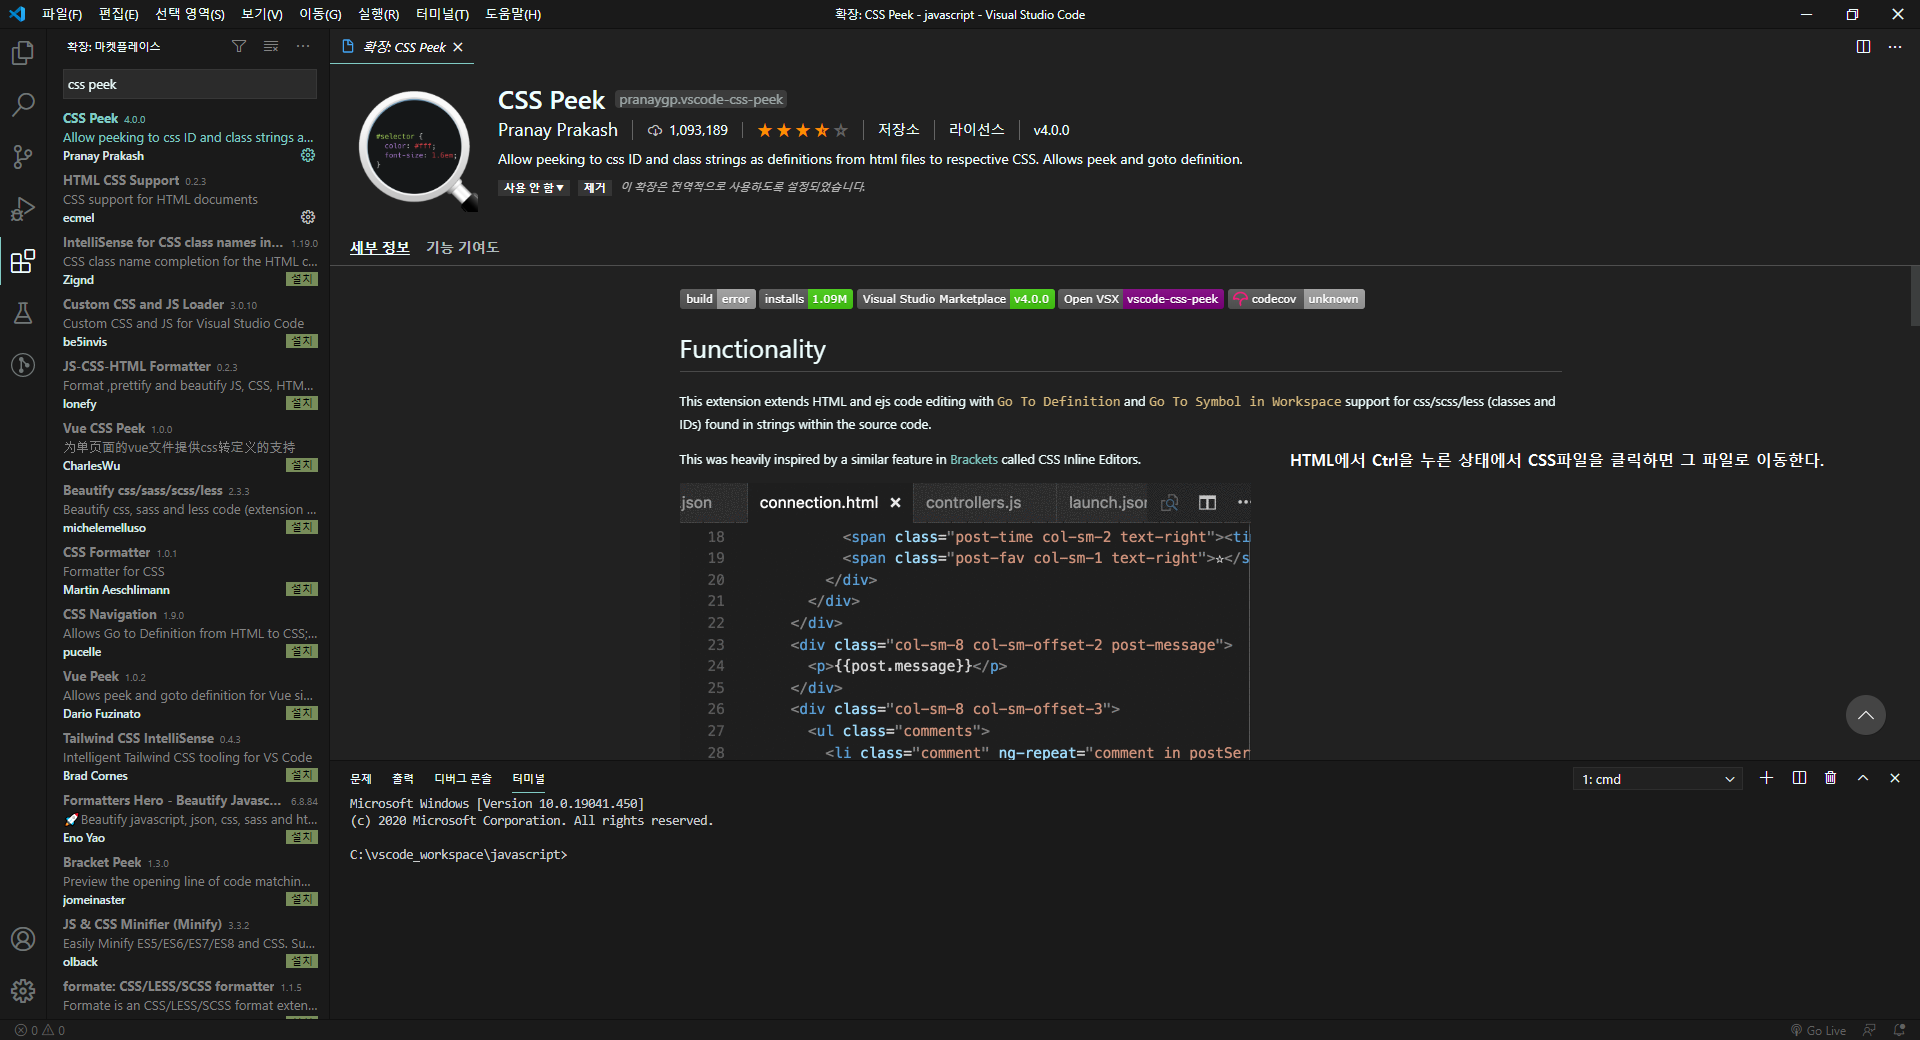 파일(F) 편집(E) 선택 영역(S) 보기(V) 이동(G) 실행(R) 터미널(T) 도움말(H)
확장: CSS Peek - javascript - Visual Studio Code
확장: 마켓플레이스
css peek
CSS Peek 4.0.0
Allow peeking to css ID and class strings a...
Pranay Prakash
HTML CSS Support 0.2.3
CSS support for HTML documents
ecmel
IntelliSense for CSS class names in... 1.19.0
CSS class name completion for the HTML c...
Zignd 설치
Custom CSS and JS Loader 3.0.10
Custom CSS and JS for Visual Studio Code
be5invis 설치
JS-CSS-HTML Formatter 0.2.3
Format ,prettify and beautify JS, CSS, HTM...
lonefy 설치
Vue CSS Peek 1.0.0
为单页面的vue文件提供css转定义的支持
CharlesWu 설치
Beautify css/sass/scss/less 2.3.3
Beautify css, sass and less code (extension ...
michelemelluso 설치
CSS Formatter 1.0.1
Formatter for CSS
Martin Aeschlimann 설치
CSS Navigation 1.9.0
Allows Go to Definition from HTML to CSS;...
pucelle 설치
Vue Peek 1.0.2
Allows peek and goto definition for Vue si...
Dario Fuzinato 설치
Tailwind CSS IntelliSense 0.4.3
Intelligent Tailwind CSS tooling for VS Code
Brad Cornes 설치
Formatters Hero - Beautify Javasc... 6.8.84
🚀 Beautify javascript, json, css, sass and ht...
Eno Yao 설치
Bracket Peek 1.3.0
Preview the opening line of code matchin...
jomeinaster 설치
JS & CSS Minifier (Minify) 3.3.2
Easily Minify ES5/ES6/ES7/ES8 and CSS. Su...
olback 설치
formate: CSS/LESS/SCSS formatter 1.1.5
Formate is an CSS/LESS/SCSS format exten...
확장: CSS Peek
#selector {
color: #fff;
font-size: 1.6em;
}
CSS Peek pranaygp.vscode-css-peek
Pranay Prakash 1,093,189 저장소 라이선스 v4.0.0
Allow peeking to css ID and class strings as definitions from html files to respective CSS. Allows peek and goto definition.
사용 안 함▼ 제거 이 확장은 전역적으로 사용하도록 설정되었습니다.
세부 정보 기능 기여도
build error installs 1.09M Visual Studio Marketplace v4.0.0 Open VSX vscode-css-peek codecov unknown
Functionality
This extension extends HTML and ejs code editing with Go To Definition and Go To Symbol in Workspace support for css/scss/less (classes and
IDs) found in strings within the source code.
This was heavily inspired by a similar feature in Brackets called CSS Inline Editors.
HTML에서 Ctrl을 누른 상태에서 CSS파일을 클릭하면 그 파일로 이동한다.
.json connection.html controllers.js launch.json
18 <span class="post-time col-sm-2 text-right"><ti
19 <span class="post-fav col-sm-1 text-right">☆</s
20 </div>
21 </div>
22 </div>
23 <div class="col-sm-8 col-sm-offset-2 post-message">
24 <p>{{post.message}}</p>
25 </div>
26 <div class="col-sm-8 col-sm-offset-3">
27 <ul class="comments">
28 <li class="comment" ng-repeat="comment in postSer
문제 출력 디버그 콘솔 터미널
1: cmd
Microsoft Windows [Version 10.0.19041.450]
(c) 2020 Microsoft Corporation. All rights reserved.
C:\vscode_workspace\javascript>
0 0
Go Live